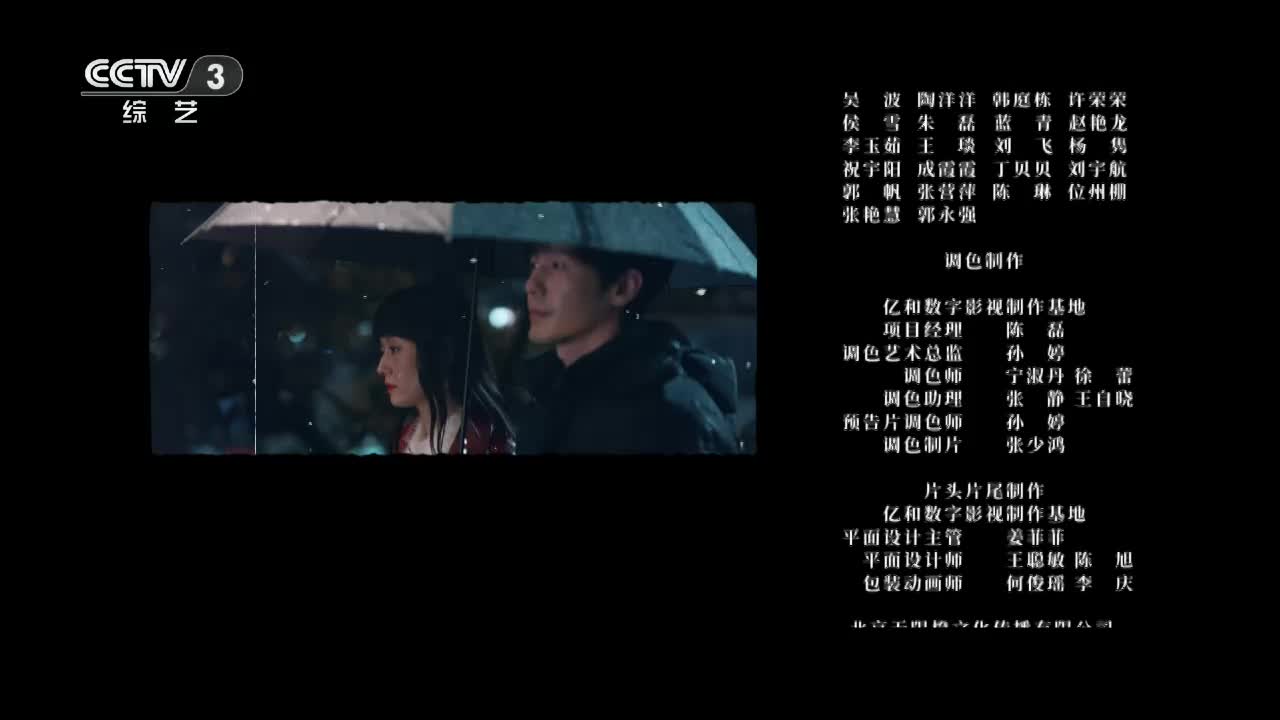 CCTV 3
综艺
吴 波 陶洋洋 韩庭栋 许荣荣
侯 雪 朱 磊 蓝 青 赵艳龙
李玉茹 王 琰 刘 飞 杨 隽
祝宇阳 成霞霞 丁贝贝 刘宇航
郭 帆 张营萍 陈 琳 位州棚
张艳慧 郭永强
调色制作
亿和数字影视制作基地
项目经理 陈 磊
调色艺术总监 孙 婷
调色师 宁淑丹 徐 蕾
调色助理 张 静 王自晓
预告片调色师 孙 婷
调色制片 张少鸿
片头片尾制作
亿和数字影视制作基地
平面设计主管 姜菲菲
平面设计师 王聪敏 陈 旭
包装动画师 何俊瑶 李 庆